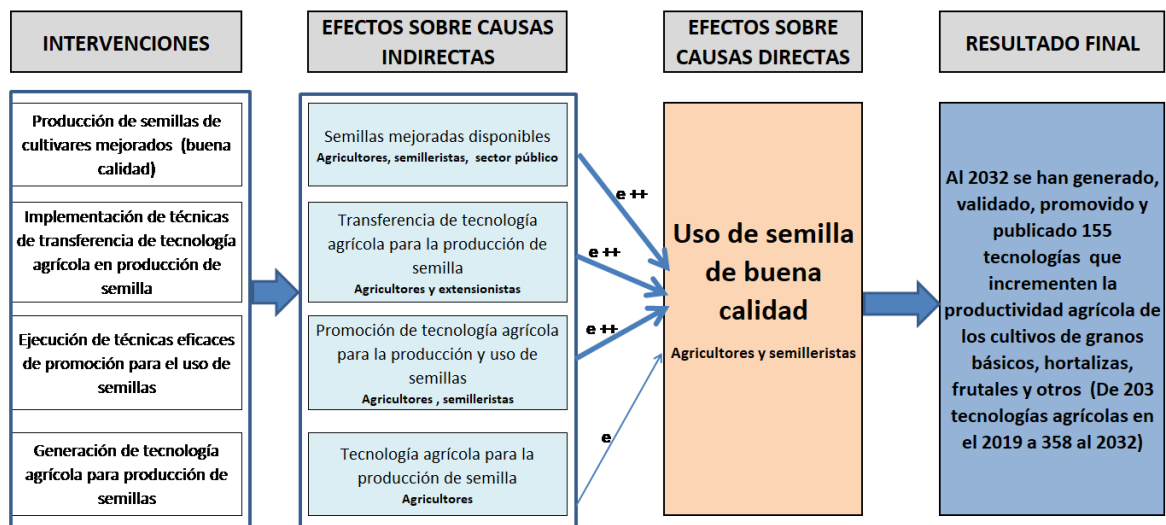 INTERVENCIONES
EFECTOS SOBRE CAUSAS
INDIRECTAS
EFECTOS SOBRE
CAUSAS DIRECTAS
RESULTADO FINAL
Producción de semillas de
cultivares mejorados (buena
calidad)
Implementación de técnicas
de transferencia de tecnología
agrícola en producción de
semilla
Ejecución de técnicas eficaces
de promoción para el uso de
semillas
Generación de tecnología
agrícola para producción de
semillas
Semillas mejoradas disponibles
Agricultores, semilleristas, sector público
Transferencia de tecnología
agrícola para la producción de
semilla
Agricultores y extensionistas
Promoción de tecnología agrícola
para la producción y uso de
semillas
Agricultores , semilleristas
Tecnología agrícola para la
producción de semilla
Agricultores
e ++
e ++
e ++
e
Uso de semilla
de buena
calidad
Agricultores y semilleristas
Al 2032 se han generado,
validado, promovido y
publicado 155
tecnologías que
incrementen la
productividad agrícola de
los cultivos de granos
básicos, hortalizas,
frutales y otros (De 203
tecnologías agrícolas en
el 2019 a 358 al 2032)